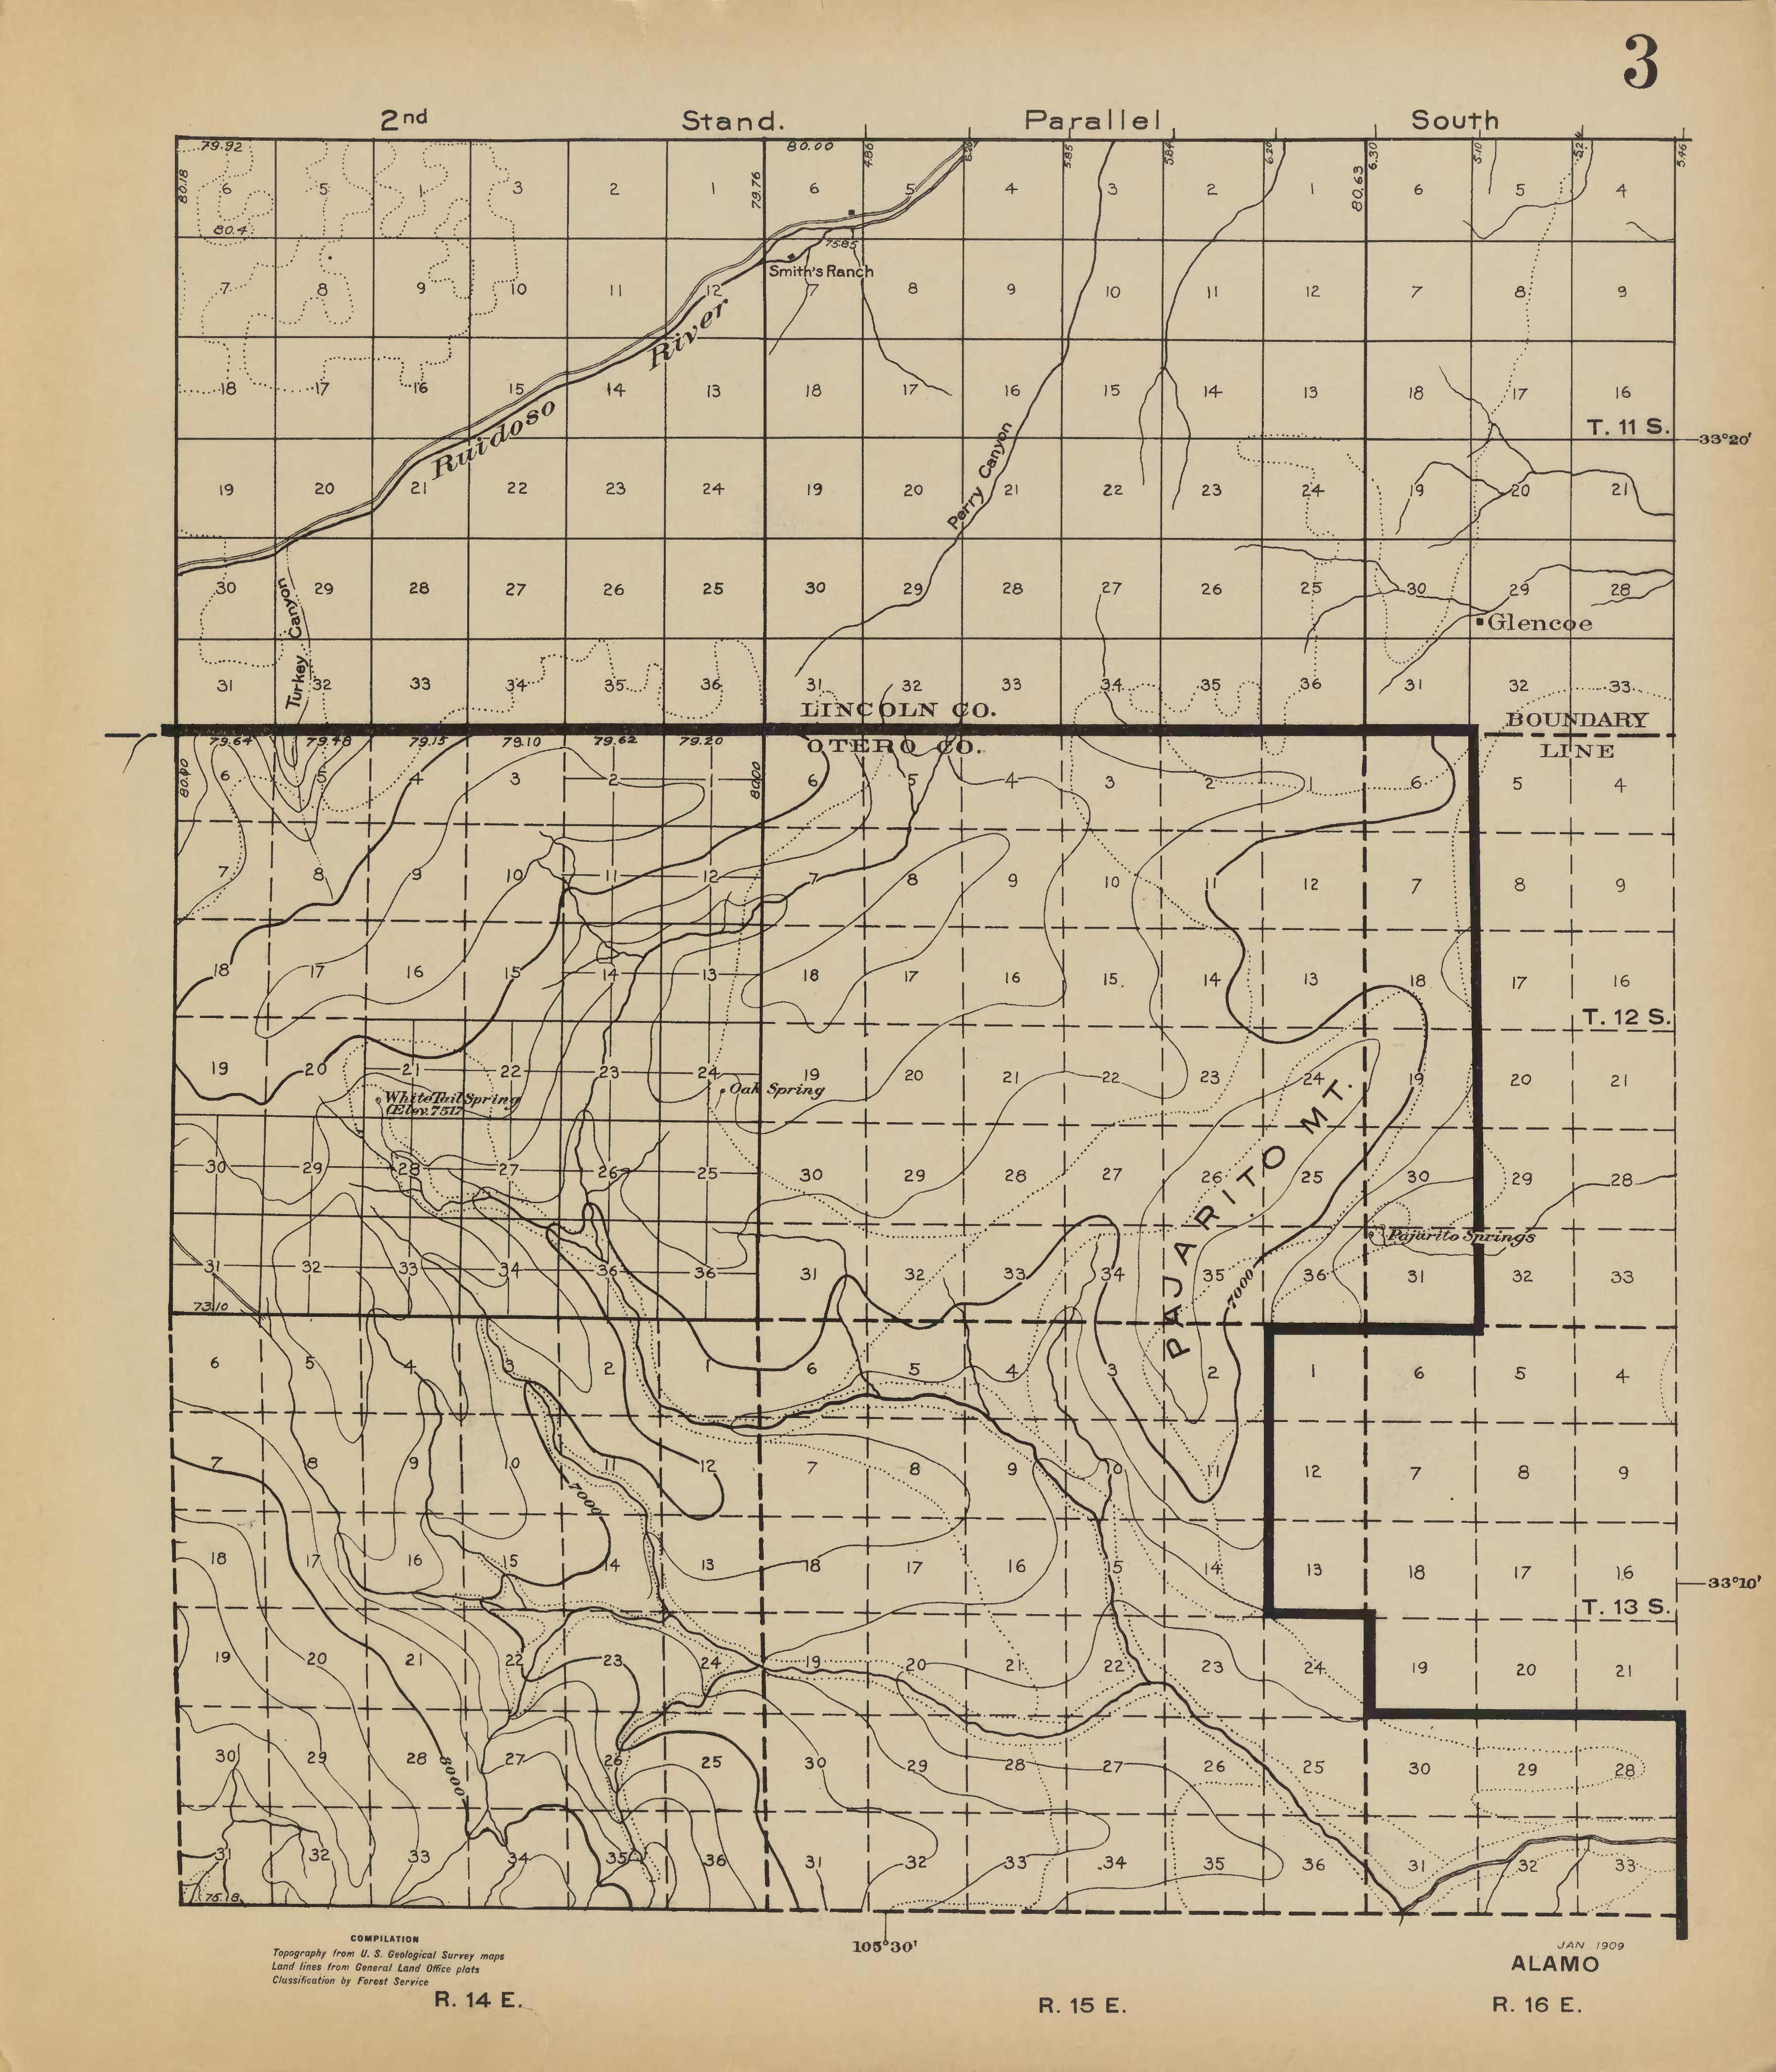 3
2nd Stand. Parallel South
79.92 80.00
80.18 79.76 4.86 5.85 5.84 6.20 80.63 6.30 5.10 5.46
6 5 1 3 2 1 6 5 4 3 2 1 6 5 4
80.4
7585
Smith's Ranch
7 8 9 10 11 12 7 8 9 10 11 12 7 8 9
Ruidoso River
18 17 16 15 14 13 18 17 16 15 14 13 18 17 16
T. 11 S.
33°20'
Perry Canyon
19 20 21 22 23 24 19 20 21 22 23 24 19 20 21
30 29 28 27 26 25 30 29 28 27 26 25 30 29 28
Turkey Canyon
Glencoe
31 32 33 34 35 36 31 32 33 34 35 36 31 32 33
LINCOLN CO.
BOUNDARY
OTERO CO.
LINE
79.64 79.48 79.15 79.10 79.62 79.20
80.00
6 5 4 3 2 1 6 5 4 3 2 1 6 5 4
7 8 9 10 11 12 7 8 9 10 11 12 7 8 9
18 17 16 15 14 13 18 17 16 15. 14 13 18 17 16
T. 12 S.
19 20 21 22 23 24 19 20 21 22 23 24 19 20 21
White Tail Spring
(Elev. 7517
Oak Spring
PAJARITO MT.
30 29 28 27 26 25 30 29 28 27 26 25 30 29 28
Pajarito Springs
31 32 33 34 36 36 31 32 33 34 35 36 31 32 33
7000
73.10
6 5 4 3 2 1 6 5 4 3 2 1 6 5 4
7 8 9 10 11 12 7 8 9 10 11 12 7 8 9
7000
18 17 16 15 14 13 18 17 16 15 14 13 18 17 16
33°10'
T. 13 S.
19 20 21 22 23 24 19 20 21 22 23 24 19 20 21
30 29 28 27 26 25 30 29 28 27 26 25 30 29 28
8000
31 32 33 34 35 36 31 32 33 34 35 36 31 32 33
75.18
105°30'
COMPILATION
Topography from U. S. Geological Survey maps
Land lines from General Land Office plats
Classification by Forest Service
JAN. 1909
ALAMO
R. 14 E. R. 15 E. R. 16 E.